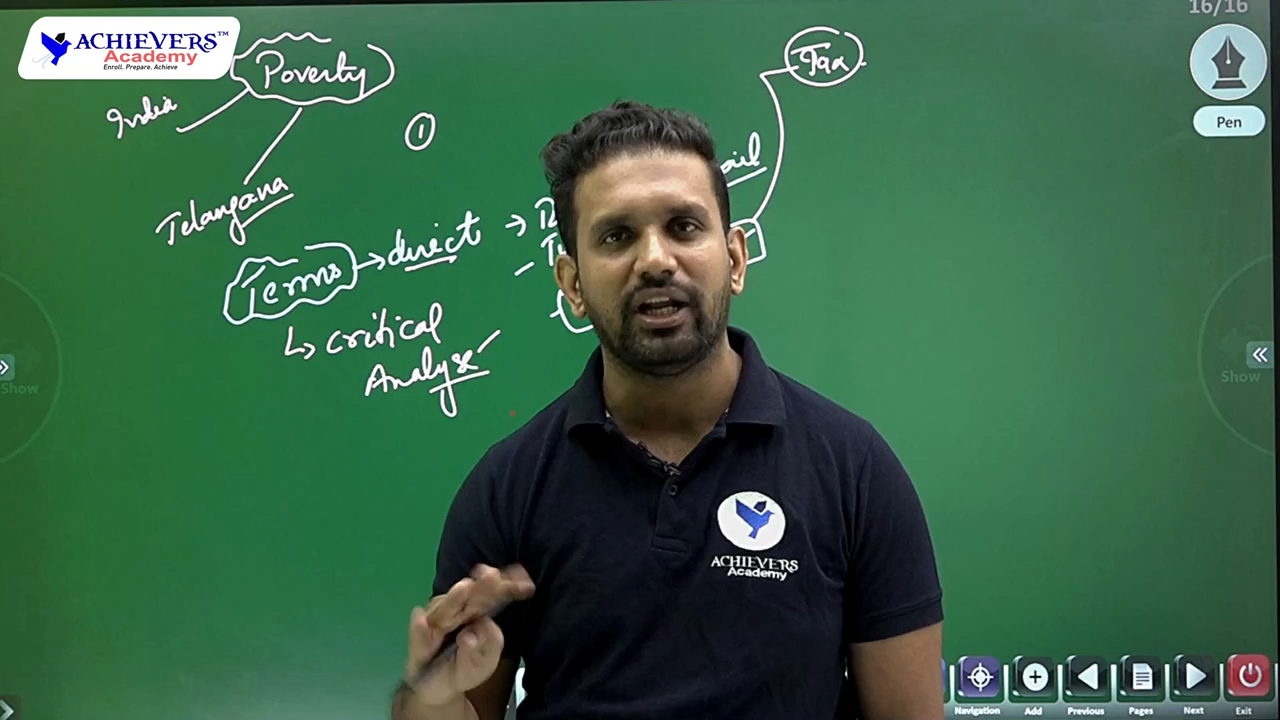 16/16
ACHIEVERS™
Academy
Enroll. Prepare. Achieve
Poverty
Tax
India
Pen
①
Telangana
Terms → direct →
↳ critical
Analyse
Show
Show
ACHIEVERS
Academy
Navigation
Add
Previous
Pages
Next
Exit